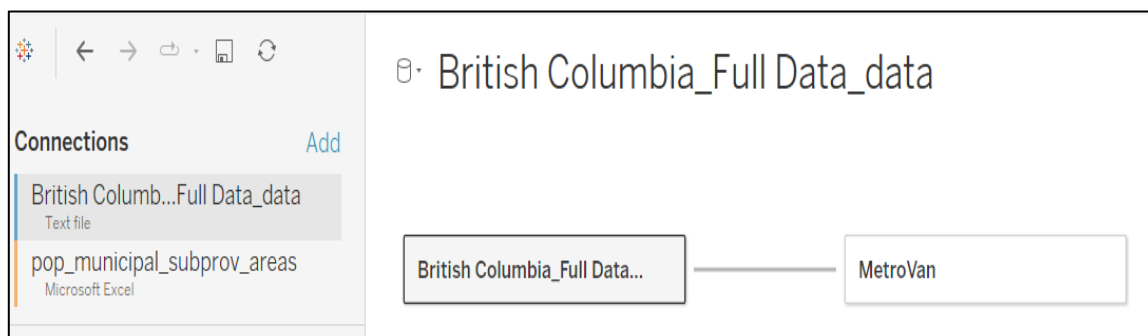 British Columbia_Full Data_data
Connections Add
British Columb...Full Data_data
Text file
pop_municipal_subprov_areas
Microsoft Excel
British Columbia_Full Data...
MetroVan